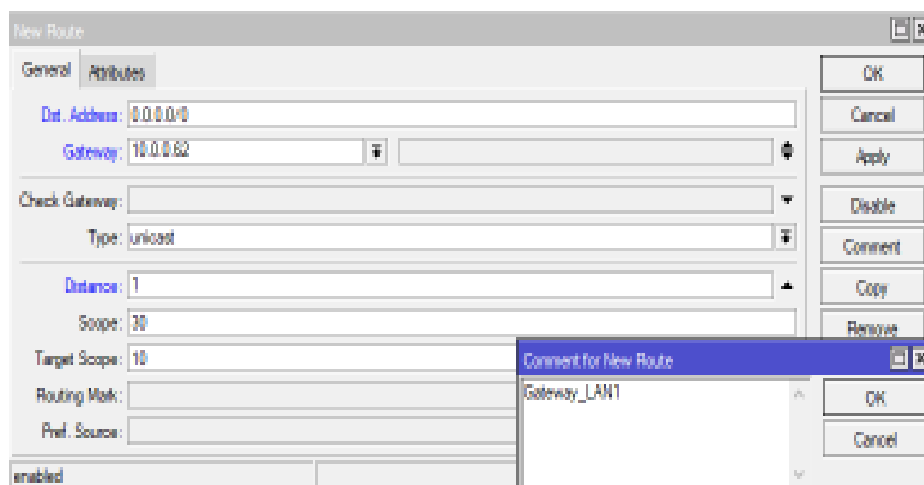 New Route
General Attributes
OK
Dst. Address: 0.0.0.0/0
Cancel
Gateway: 10.0.0.62
Apply
Check Gateway:
Disable
Type: unicast
Comment
Distance: 1
Copy
Scope: 30
Remove
Target Scope: 10
Comment for New Route
Routing Mark:
Gateway_LAN1
OK
Pref. Source:
Cancel
enabled